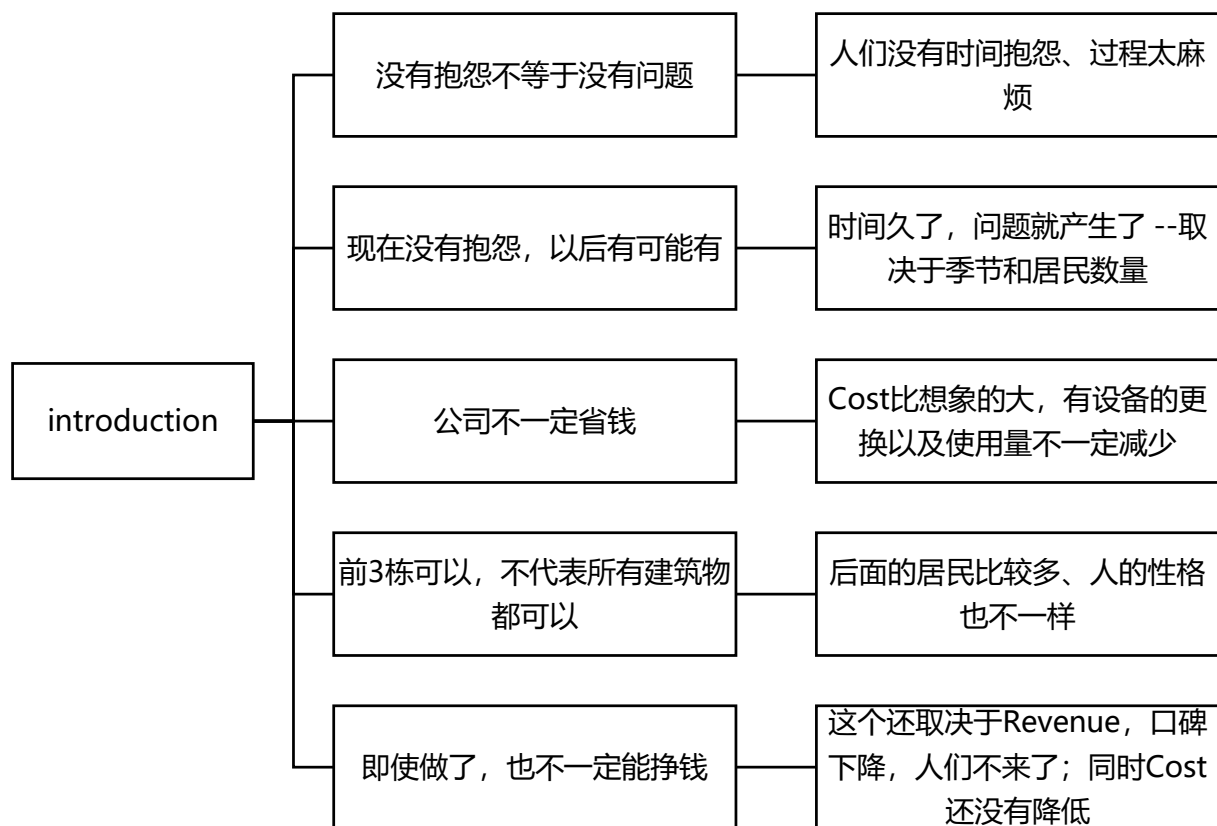 没有抱怨不等于没有问题
人们没有时间抱怨、过程太麻
烦
现在没有抱怨，以后有可能有
时间久了，问题就产生了 --取
决于季节和居民数量
introduction
公司不一定省钱
Cost比想象的大，有设备的更
换以及使用量不一定减少
前3栋可以，不代表所有建筑物
都可以
后面的居民比较多、人的性格
也不一样
即使做了，也不一定能挣钱
这个还取决于Revenue，口碑
下降，人们不来了；同时Cost
还没有降低